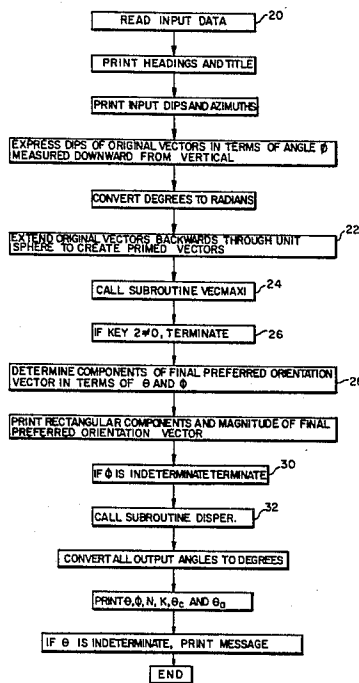 READ INPUT DATA
20
PRINT HEADINGS AND TITLE
PRINT INPUT DIPS AND AZIMUTHS
EXPRESS DIPS OF ORIGINAL VECTORS IN TERMS OF ANGLE ϕ
MEASURED DOWNWARD FROM VERTICAL
CONVERT DEGREES TO RADIANS
22
EXTEND ORIGINAL VECTORS BACKWARDS THROUGH UNIT
SPHERE TO CREATE PRIMED VECTORS
24
CALL SUBROUTINE VECMAXI
26
IF KEY 2≠0, TERMINATE
DETERMINE COMPONENTS OF FINAL PREFERRED ORIENTATION
VECTOR IN TERMS OF θ AND ϕ
PRINT RECTANGULAR COMPONENTS AND MAGNITUDE OF FINAL
PREFERRED ORIENTATION VECTOR
30
IF ϕ IS INDETERMINATE TERMINATE
32
CALL SUBROUTINE DISPER.
CONVERT ALL OUTPUT ANGLES TO DEGREES
PRINT θ, ϕ, N, K, θc AND θa
IF θ IS INDETERMINATE, PRINT MESSAGE
END